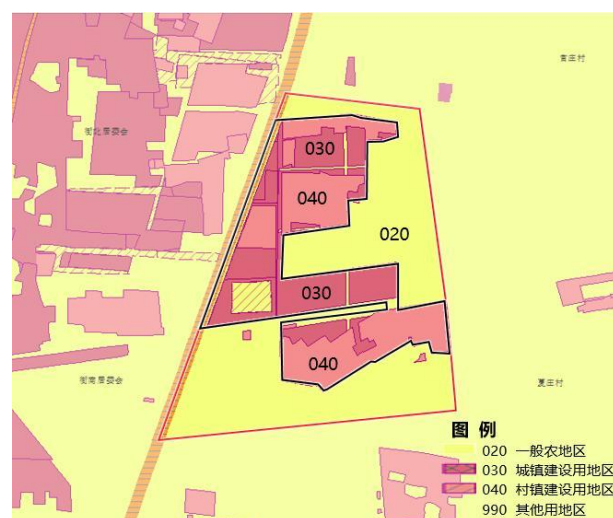 官庄村
街北居委会
030
040
020
030
040
街南居委会
夏庄村
图 例
020 一般农地区
030 城镇建设用地区
040 村镇建设用地区
990 其他用地区